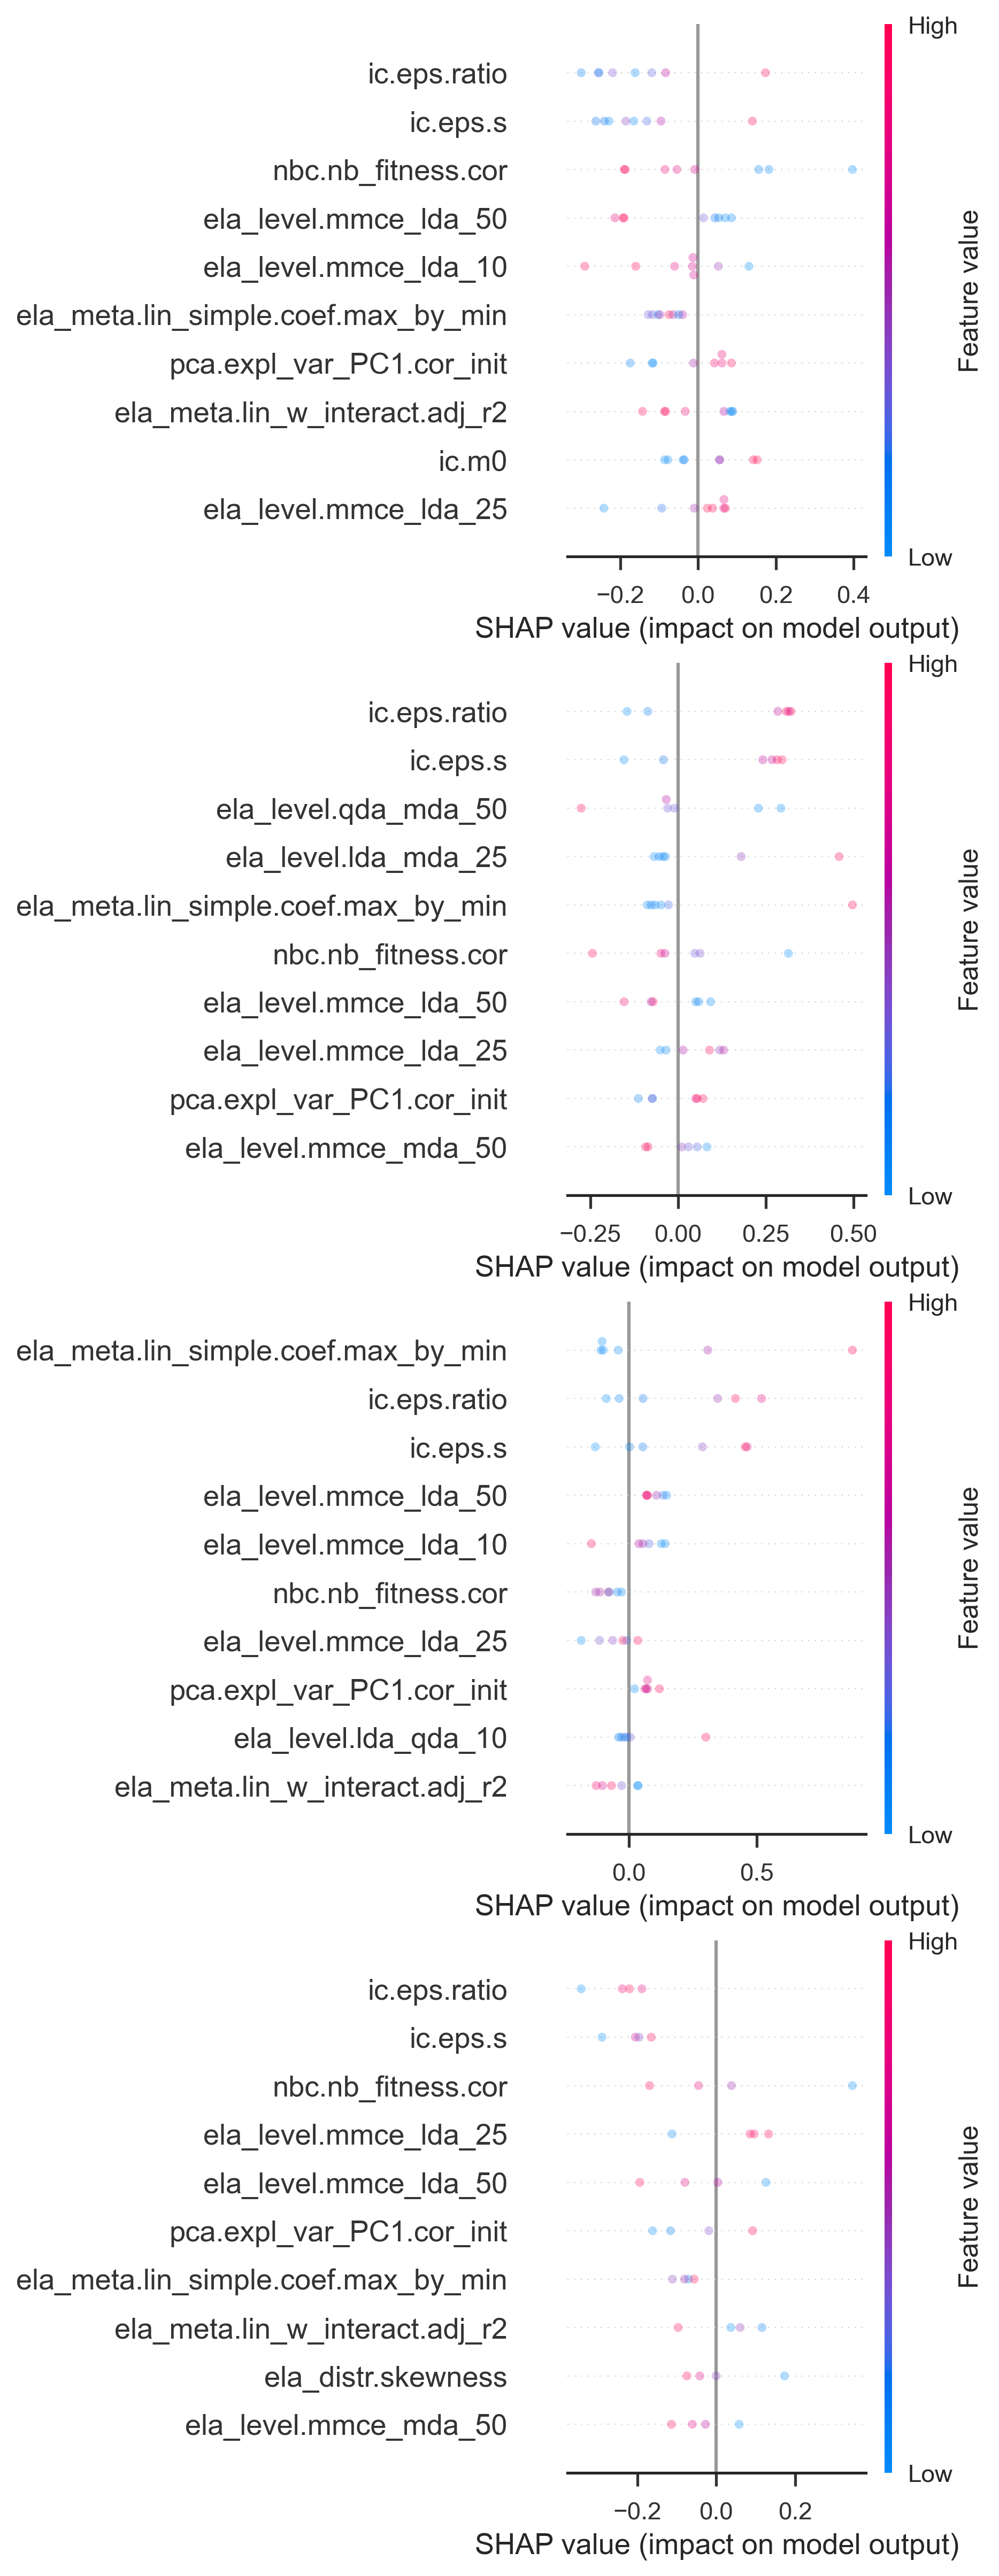 High
ic.eps.ratio
ic.eps.s
nbc.nb_fitness.cor
ela_level.mmce_lda_50
ela_level.mmce_lda_10
ela_meta.lin_simple.coef.max_by_min
pca.expl_var_PC1.cor_init
ela_meta.lin_w_interact.adj_r2
ic.m0
ela_level.mmce_lda_25
Feature value
Low
−0.2 0.0 0.2 0.4
SHAP value (impact on model output)
High
ic.eps.ratio
ic.eps.s
ela_level.qda_mda_50
ela_level.lda_mda_25
ela_meta.lin_simple.coef.max_by_min
nbc.nb_fitness.cor
ela_level.mmce_lda_50
ela_level.mmce_lda_25
pca.expl_var_PC1.cor_init
ela_level.mmce_mda_50
Feature value
Low
−0.25 0.00 0.25 0.50
SHAP value (impact on model output)
High
ela_meta.lin_simple.coef.max_by_min
ic.eps.ratio
ic.eps.s
ela_level.mmce_lda_50
ela_level.mmce_lda_10
nbc.nb_fitness.cor
ela_level.mmce_lda_25
pca.expl_var_PC1.cor_init
ela_level.lda_qda_10
ela_meta.lin_w_interact.adj_r2
Feature value
Low
0.0 0.5
SHAP value (impact on model output)
High
ic.eps.ratio
ic.eps.s
nbc.nb_fitness.cor
ela_level.mmce_lda_25
ela_level.mmce_lda_50
pca.expl_var_PC1.cor_init
ela_meta.lin_simple.coef.max_by_min
ela_meta.lin_w_interact.adj_r2
ela_distr.skewness
ela_level.mmce_mda_50
Feature value
Low
−0.2 0.0 0.2
SHAP value (impact on model output)